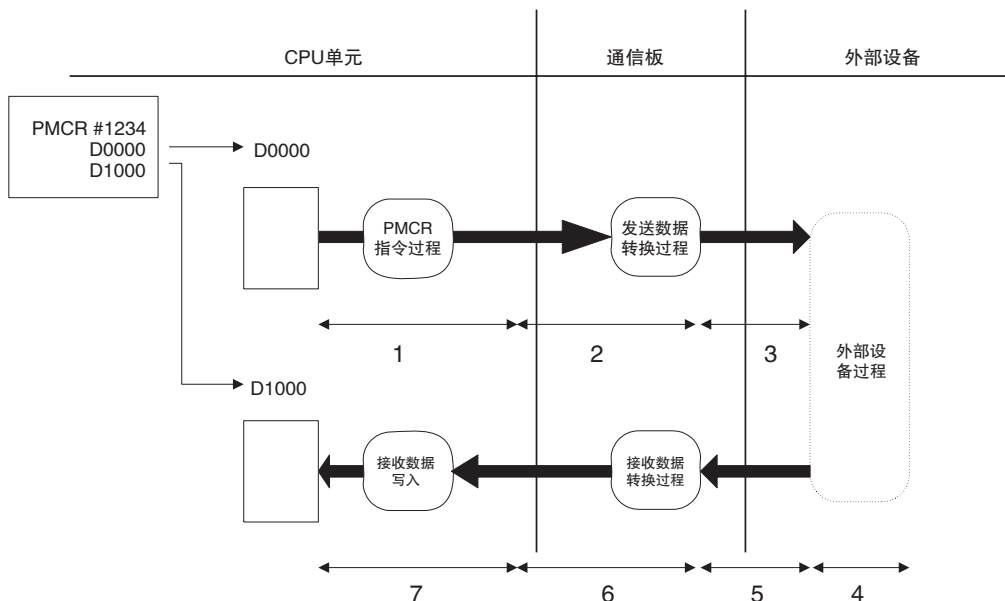 CPU单元
通信板
外部设备
PMCR #1234
D0000
D1000
D0000
PMCR
指令过程
发送数据
转换过程
1
2
3
外部设
备过程
D1000
接收数据
写入
接收数据
转换过程
7
6
5
4